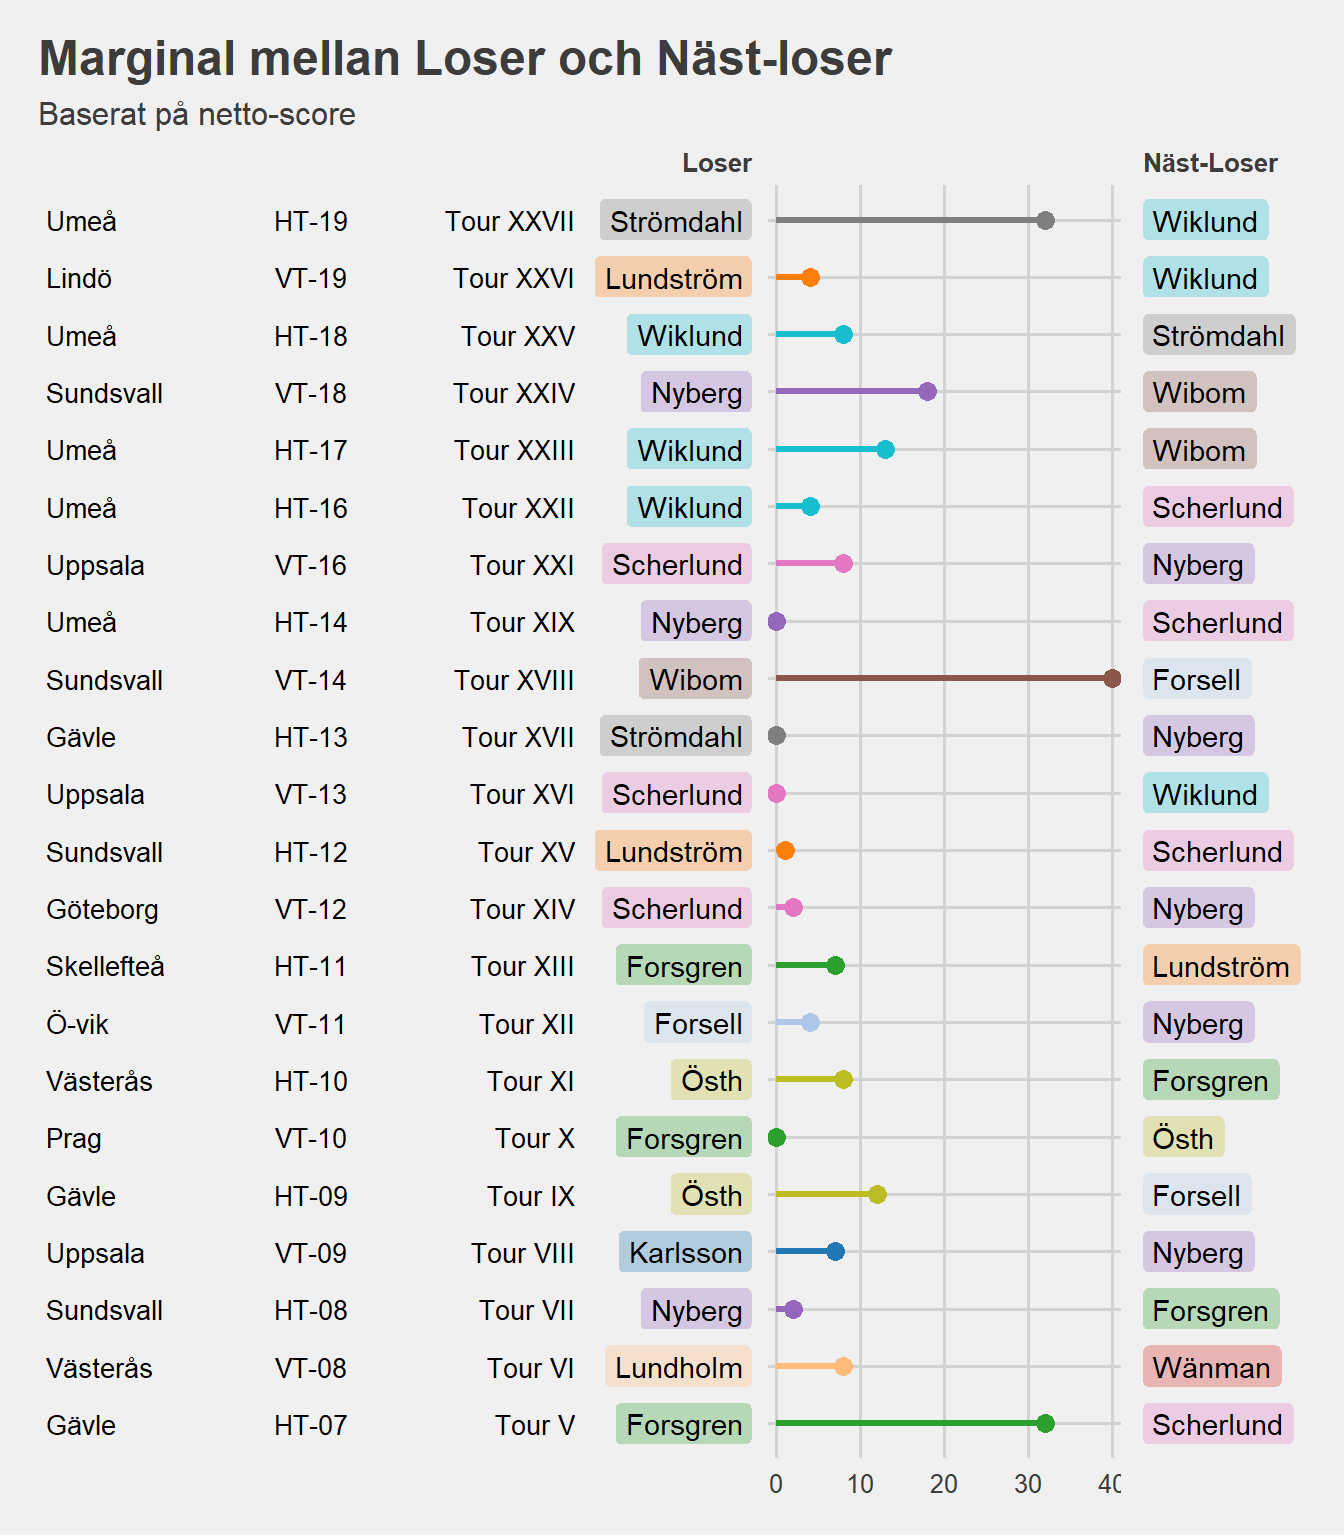 Marginal mellan Loser och Näst-loser
Baserat på netto-score
Loser Näst-Loser
Umeå HT-19 Tour XXVII Strömdahl Wiklund
Lindö VT-19 Tour XXVI Lundström Wiklund
Umeå HT-18 Tour XXV Wiklund Strömdahl
Sundsvall VT-18 Tour XXIV Nyberg Wibom
Umeå HT-17 Tour XXIII Wiklund Wibom
Umeå HT-16 Tour XXII Wiklund Scherlund
Uppsala VT-16 Tour XXI Scherlund Nyberg
Umeå HT-14 Tour XIX Nyberg Scherlund
Sundsvall VT-14 Tour XVIII Wibom Forsell
Gävle HT-13 Tour XVII Strömdahl Nyberg
Uppsala VT-13 Tour XVI Scherlund Wiklund
Sundsvall HT-12 Tour XV Lundström Scherlund
Göteborg VT-12 Tour XIV Scherlund Nyberg
Skellefteå HT-11 Tour XIII Forsgren Lundström
Ö-vik VT-11 Tour XII Forsell Nyberg
Västerås HT-10 Tour XI Östh Forsgren
Prag VT-10 Tour X Forsgren Östh
Gävle HT-09 Tour IX Östh Forsell
Uppsala VT-09 Tour VIII Karlsson Nyberg
Sundsvall HT-08 Tour VII Nyberg Forsgren
Västerås VT-08 Tour VI Lundholm Wänman
Gävle HT-07 Tour V Forsgren Scherlund
0 10 20 30 40